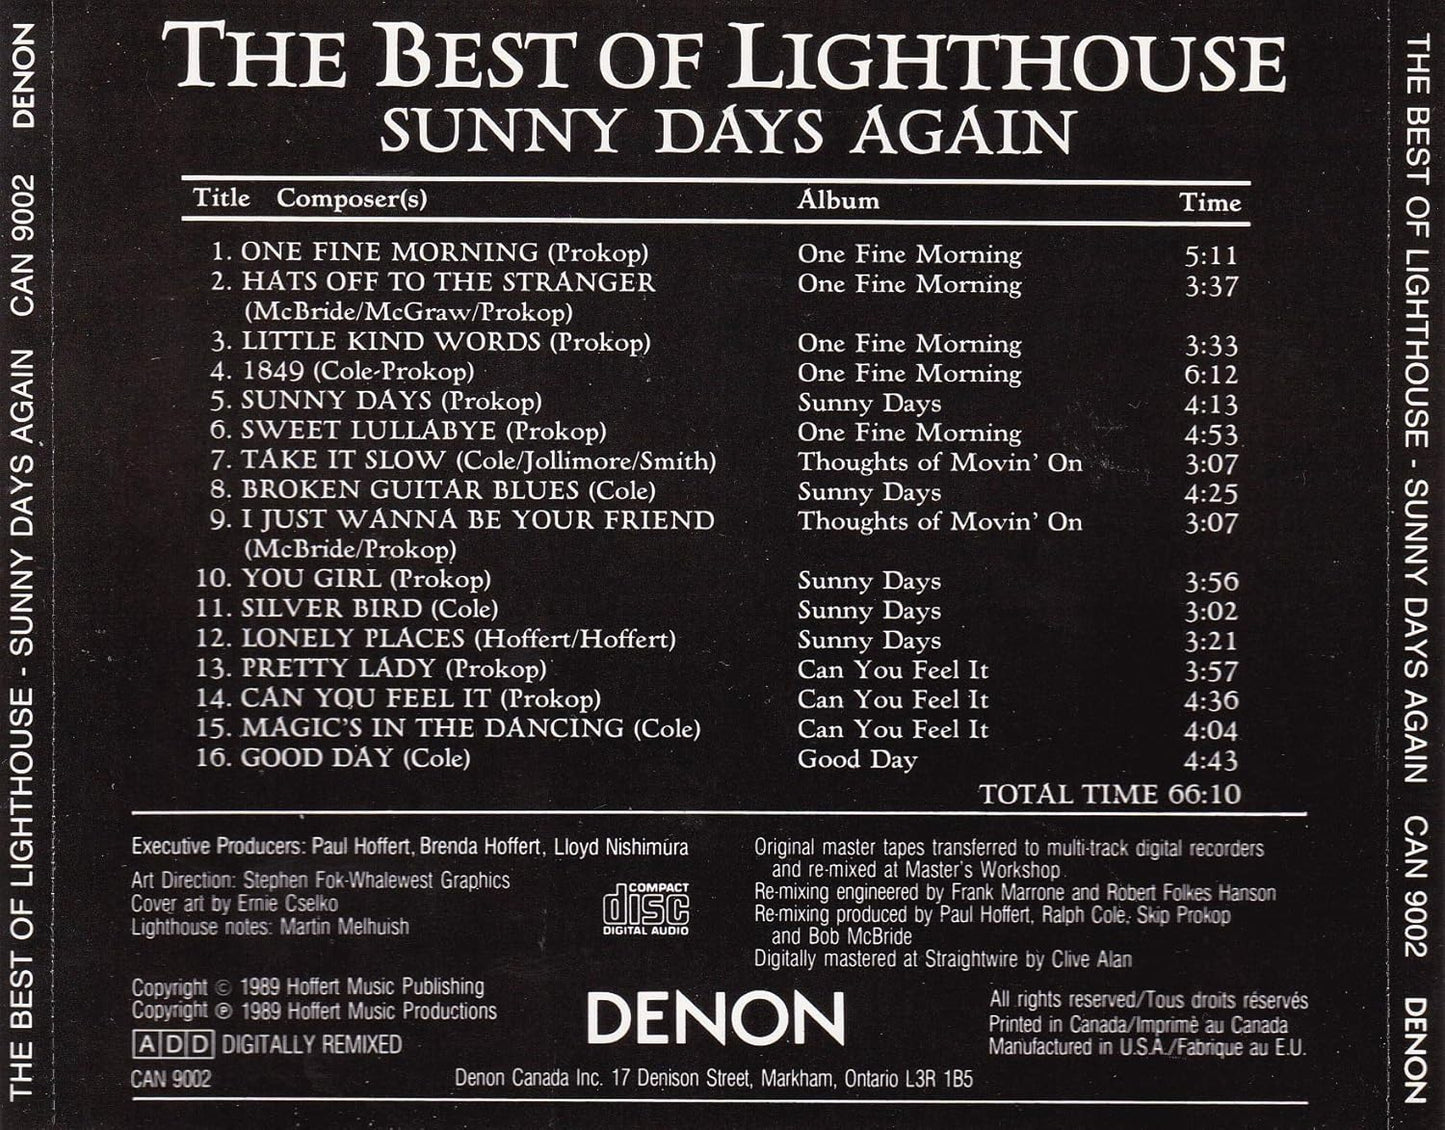 THE BEST OF LIGHTHOUSE
SUNNY DAYS AGAIN
Title Composer(s) Album Time
1. ONE FINE MORNING (Prokop) One Fine Morning 5:11
2. HATS OFF TO THE STRANGER One Fine Morning 3:37
(McBride/McGraw/Prokop)
3. LITTLE KIND WORDS (Prokop) One Fine Morning 3:33
4. 1849 (Cole-Prokop) One Fine Morning 6:12
5. SUNNY DAYS (Prokop) Sunny Days 4:13
6. SWEET LULLABYE (Prokop) One Fine Morning 4:53
7. TAKE IT SLOW (Cole/Jollimore/Smith) Thoughts of Movin' On 3:07
8. BROKEN GUITAR BLUES (Cole) Sunny Days 4:25
9. I JUST WANNA BE YOUR FRIEND Thoughts of Movin' On 3:07
(McBride/Prokop)
10. YOU GIRL (Prokop) Sunny Days 3:56
11. SILVER BIRD (Cole) Sunny Days 3:02
12. LONELY PLACES (Hoffert/Hoffert) Sunny Days 3:21
13. PRETTY LADY (Prokop) Can You Feel It 3:57
14. CAN YOU FEEL IT (Prokop) Can You Feel It 4:36
15. MAGIC'S IN THE DANCING (Cole) Can You Feel It 4:04
16. GOOD DAY (Cole) Good Day 4:43
TOTAL TIME 66:10
Executive Producers: Paul Hoffert, Brenda Hoffert, Lloyd Nishimura
Art Direction: Stephen Fok-Whalewest Graphics
Cover art by Ernie Cselko
Lighthouse notes: Martin Melhuish
COMPACT
disc
DIGITAL AUDIO
Original master tapes transferred to multi-track digital recorders
and re-mixed at Master's Workshop
Re-mixing engineered by Frank Marrone and Robert Folkes Hanson
Re-mixing produced by Paul Hoffert, Ralph Cole, Skip Prokop
and Bob McBride
Digitally mastered at Straightwire by Clive Alan
Copyright © 1989 Hoffert Music Publishing
Copyright ℗ 1989 Hoffert Music Productions
ADD DIGITALLY REMIXED
CAN 9002
DENON
Denon Canada Inc. 17 Denison Street, Markham, Ontario L3R 1B5
All rights reserved/Tous droits réservés
Printed in Canada/Imprimè au Canada
Manufactured in U.S.A./Fabrique au E.U.
THE BEST OF LIGHTHOUSE - SUNNY DAYS AGAIN CAN 9002 DENON
THE BEST OF LIGHTHOUSE - SUNNY DAYS AGAIN CAN 9002 DENON